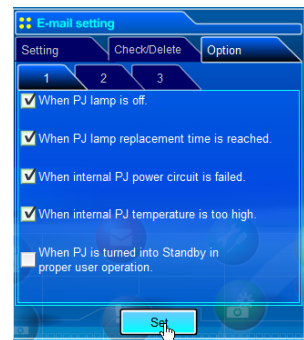 E-mail setting
Setting Check/Delete Option
1 2 3
When PJ lamp is off.
When PJ lamp replacement time is reached.
When internal PJ power circuit is failed.
When internal PJ temperature is too high.
When PJ is turned into Standby in
proper user operation.
Set